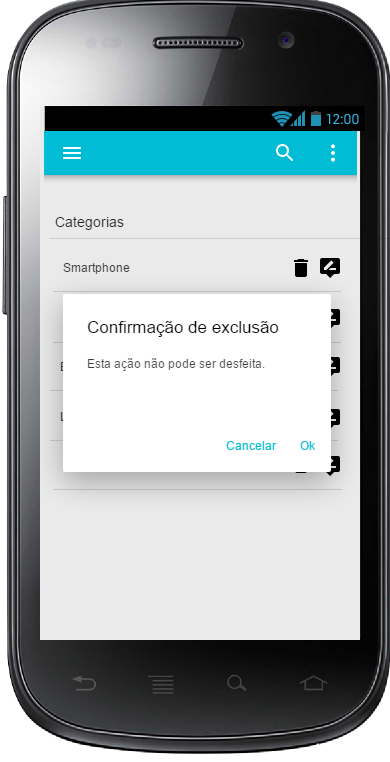 12:00
Categorias
Smartphone
Confirmação de exclusão
Esta ação não pode ser desfeita.
Cancelar Ok